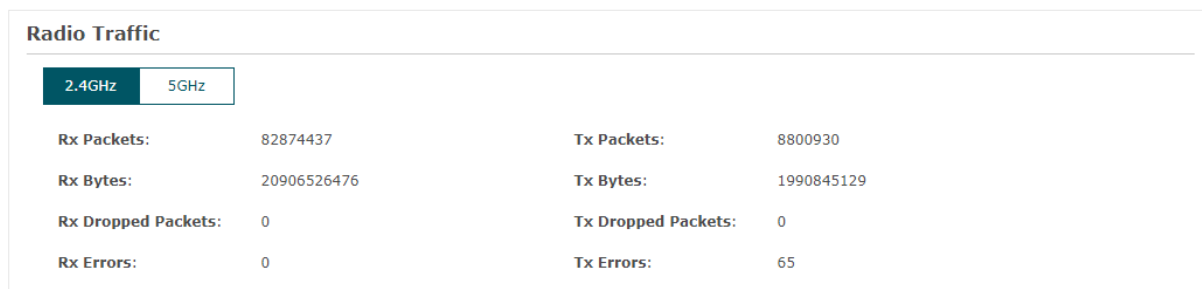 Radio Traffic
2.4GHz 5GHz
Rx Packets: 82874437 Tx Packets: 8800930
Rx Bytes: 20906526476 Tx Bytes: 1990845129
Rx Dropped Packets: 0 Tx Dropped Packets: 0
Rx Errors: 0 Tx Errors: 65